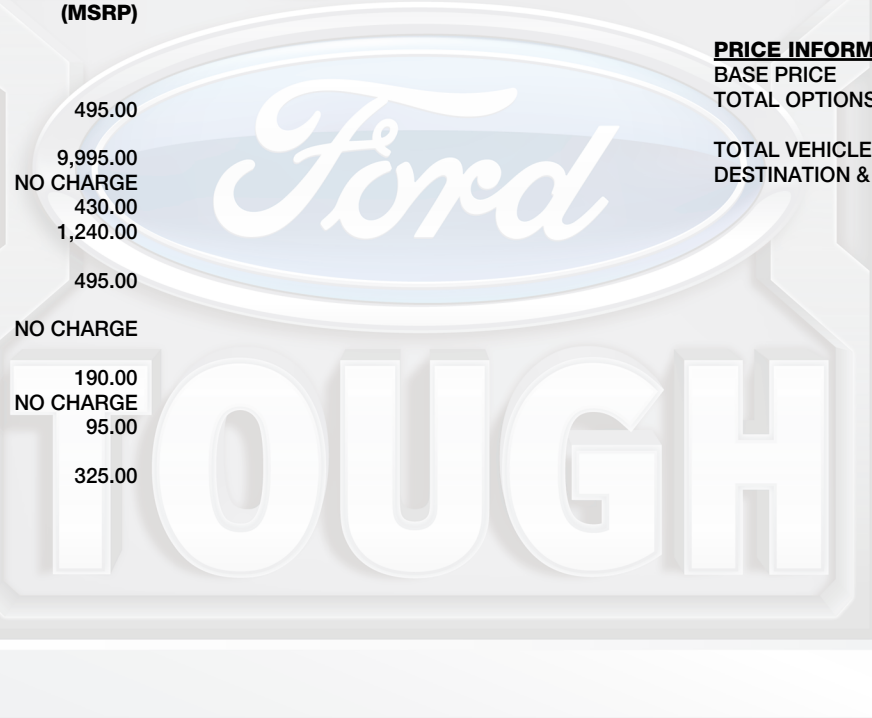 (MSRP)
495.00
9,995.00
NO CHARGE
430.00
1,240.00
495.00
NO CHARGE
190.00
NO CHARGE
95.00
325.00
PRICE INFORM
BASE PRICE
TOTAL OPTIONS
TOTAL VEHICLE
DESTINATION &
Ford
TOUGH